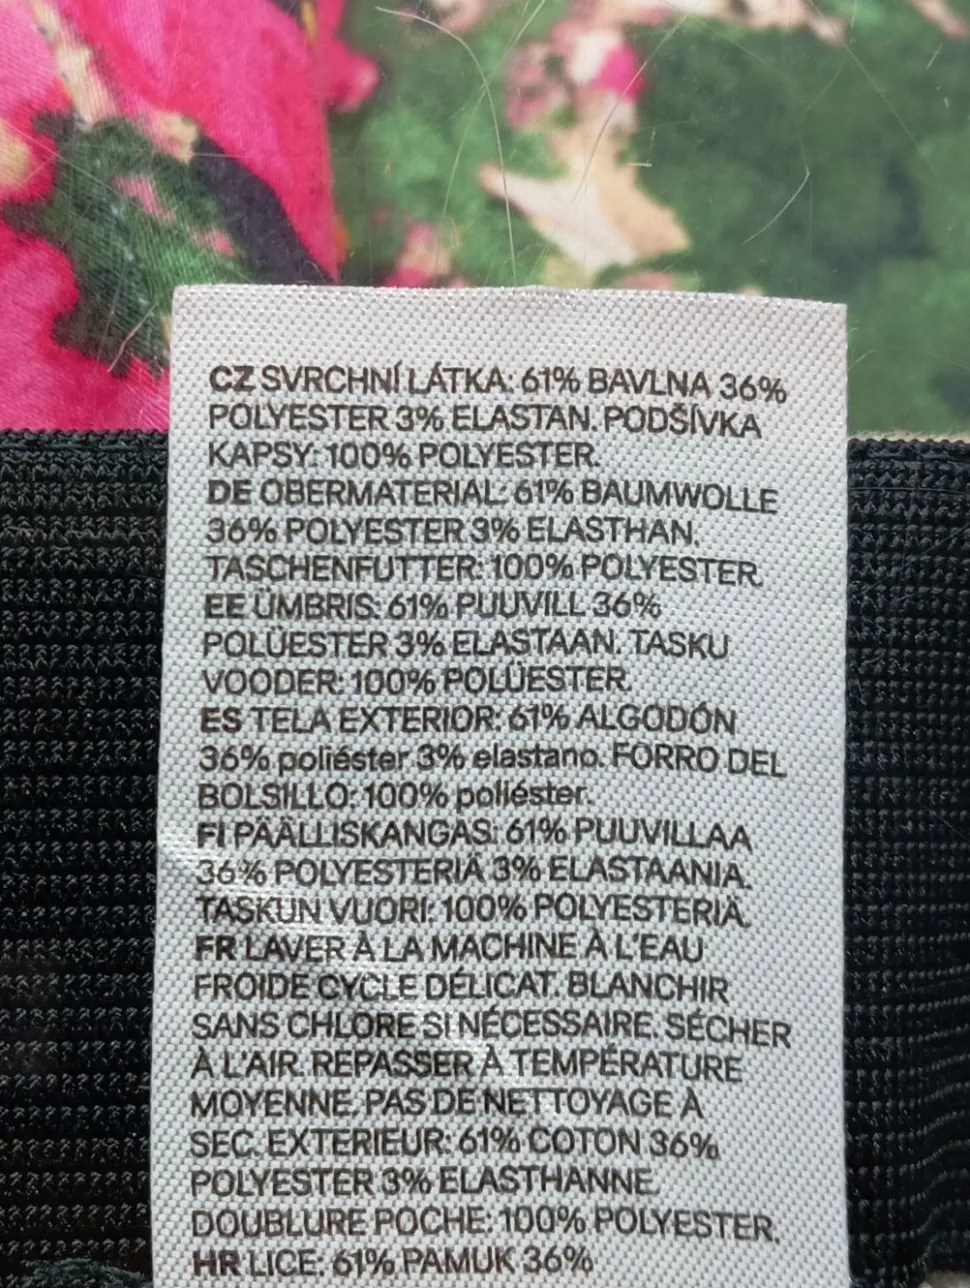 CZ SVRCHNÍ LÁTKA: 61% BAVLNA 36%
POLYESTER 3% ELASTAN. PODŠÍVKA
KAPSY: 100% POLYESTER.
DE OBERMATERIAL: 61% BAUMWOLLE
36% POLYESTER 3% ELASTHAN.
TASCHENFUTTER: 100% POLYESTER.
EE ÜMBRIS: 61% PUUVILL 36%
POLÜESTER 3% ELASTAAN. TASKU
VOODER: 100% POLÜESTER.
ES TELA EXTERIOR: 61% ALGODÓN
36% poliéster 3% elastano. FORRO DEL
BOLSILLO: 100% poliéster.
FI PÄÄLLISKANGAS: 61% PUUVILLAA
36% POLYESTERIÄ 3% ELASTAANIA.
TASKUN VUORI: 100% POLYESTERIÄ.
FR LAVER À LA MACHINE À L'EAU
FROIDE CYCLE DÉLICAT. BLANCHIR
SANS CHLORE SI NÉCESSAIRE. SÉCHER
À L'AIR. REPASSER À TEMPÉRATURE
MOYENNE. PAS DE NETTOYAGE À
SEC. EXTERIEUR: 61% COTON 36%
POLYESTER 3% ELASTHANNE.
DOUBLURE POCHE: 100% POLYESTER.
HR LICE: 61% PAMUK 36%